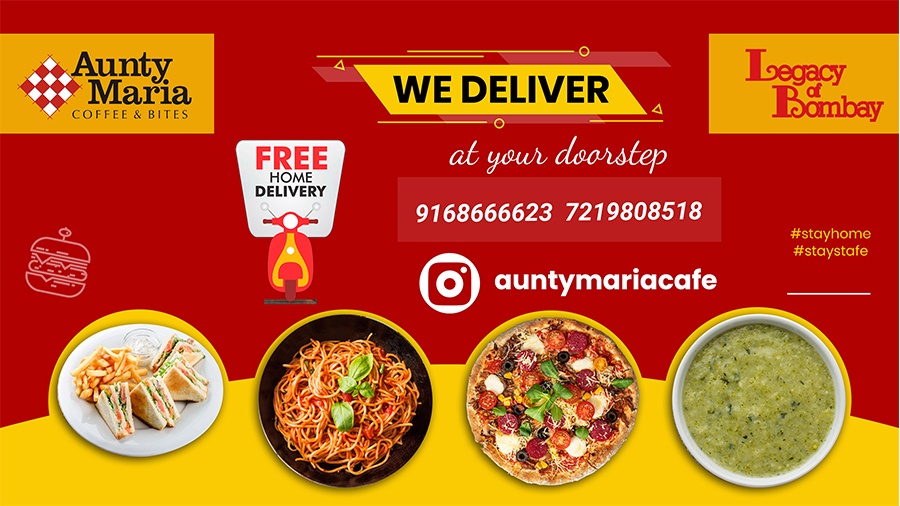 Aunty
Maria
COFFEE & BITES
WE DELIVER
Legacy
of
Bombay
at your doorstep
FREE
HOME
DELIVERY
9168666623 7219808518
#stayhome
#staystafe
auntymariacafe